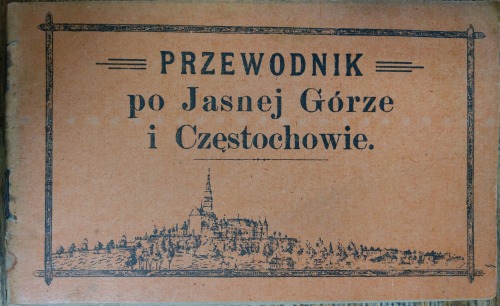 PRZEWODNIK
po Jasnej Górze
i Częstochowie.